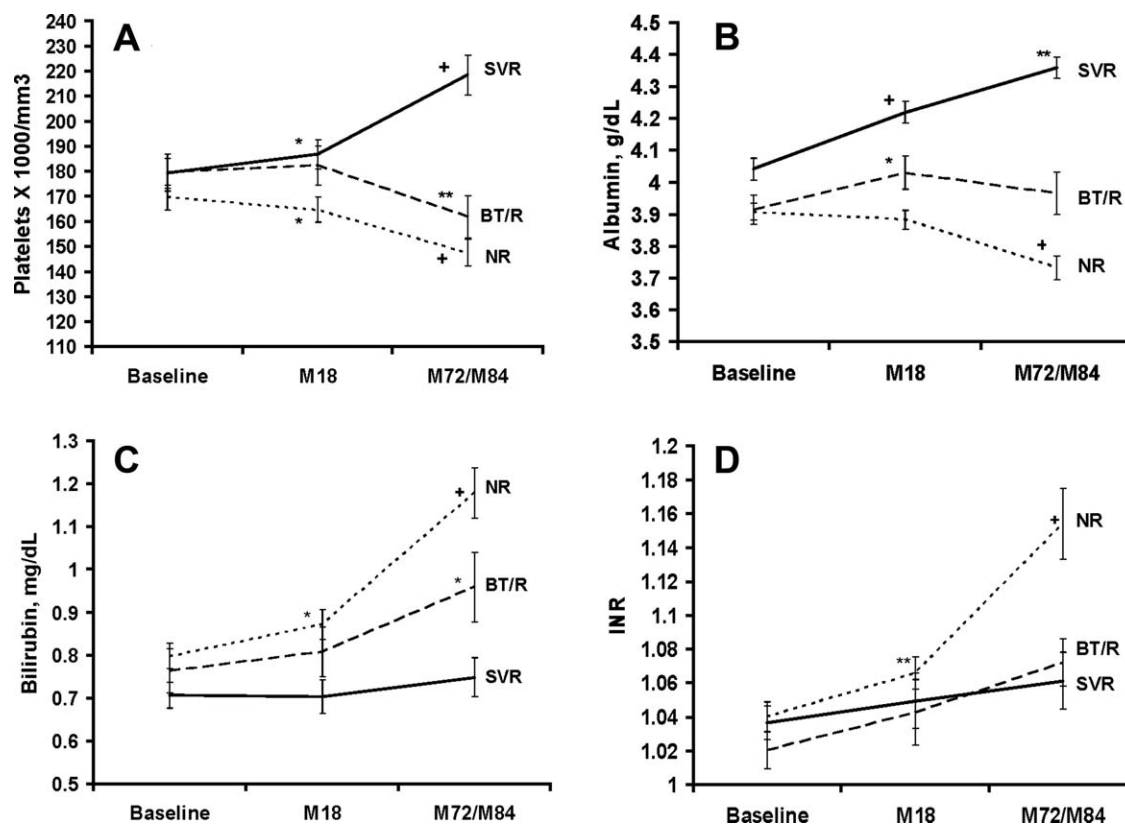 A
Platelets X 1000/mm3
240
230
220
210
200
190
180
170
160
150
140
130
120
110
+
SVR
*
**
BT/R
*
+
NR
Baseline M18 M72/M84
B
Albumin, g/dL
4.6
4.5
4.4
4.3
4.2
4.1
4
3.9
3.8
3.7
3.6
3.5
**
SVR
+
*
BT/R
+
NR
Baseline M18 M72/M84
C
Bilirubin, mg/dL
1.3
1.2
1.1
1
0.9
0.8
0.7
0.6
0.5
+
NR
*
*
BT/R
SVR
Baseline M18 M72/M84
D
INR
1.2
1.18
1.16
1.14
1.12
1.1
1.08
1.06
1.04
1.02
1
+
NR
**
BT/R
SVR
Baseline M18 M72/M84